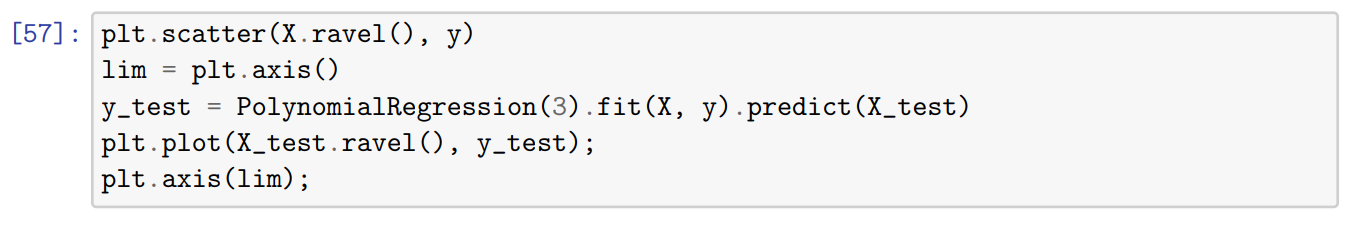 [57]: plt.scatter(X.ravel(), y)
lim = plt.axis()
y_test = PolynomialRegression(3).fit(X, y).predict(X_test)
plt.plot(X_test.ravel(), y_test);
plt.axis(lim);